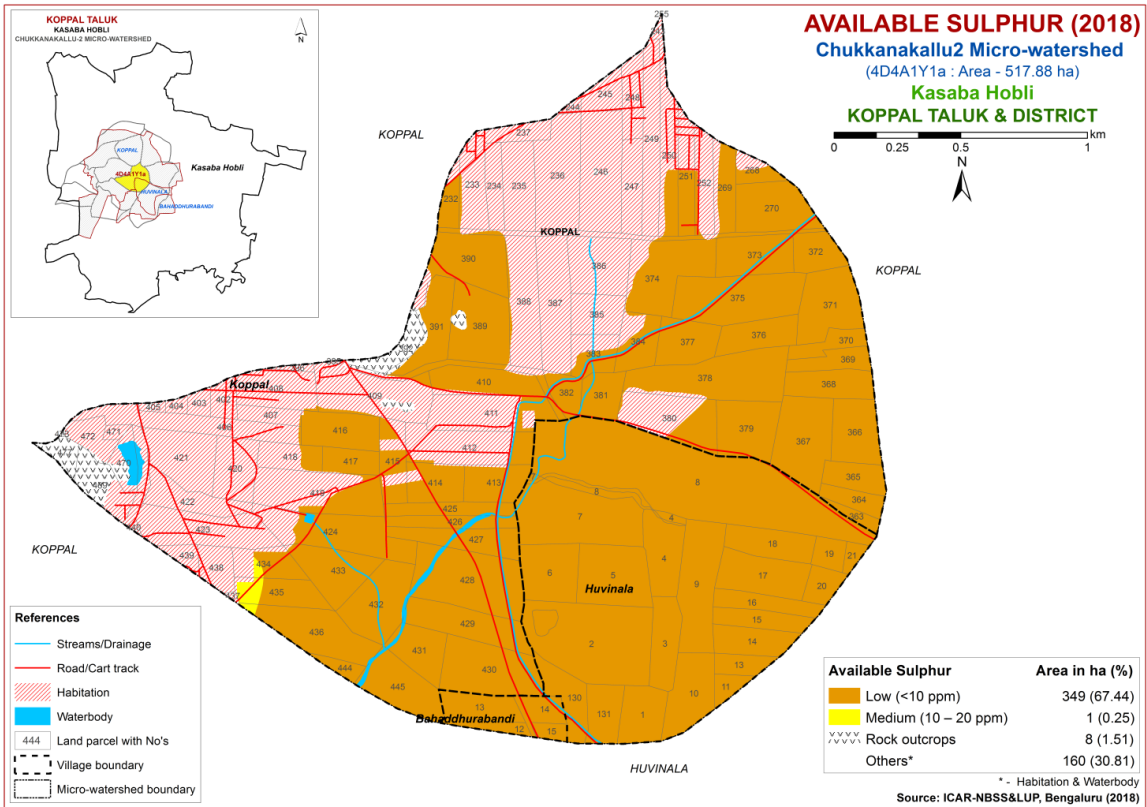 KOPPAL TALUK
KASABA HOBLI
CHUKKANAKALLU-2 MICRO-WATERSHED
N
KOPPAL
Kasaba Hobli
4D4A1Y1a
HUVINALA
BAHADDHURABANDI
AVAILABLE SULPHUR (2018)
Chukkanakallu2 Micro-watershed
(4D4A1Y1a : Area - 517.88 ha)
Kasaba Hobli
KOPPAL TALUK & DISTRICT
km
0 0.25 0.5 1
N
KOPPAL
244 245 248
237
249
250
233 234 235 236 246 247 251 252 269 268
232
270
KOPPAL
390 386 374 373 372
KOPPAL
388 387 375 371
391 389 385 376
384 377 370
383 369
410 378 368
Koppal
408
409 382 381
405 404 403 402
407 411 380
471 416 379 366
472 406 367
421 418 417 415 412
470 420 365
414 413 8 8 364
422 425 7 4 363
423 424 426
427
439 438 434 18 19 21
433 4
435 428 6 5 9 17 20
432 Huvinala 16
436 429 15
431 2 3 14
444 430 13
445 130 10 11
13 14 131 1
Bahaddhurabandi
12 15
KOPPAL
HUVINALA
References
Streams/Drainage
Road/Cart track
Habitation
Waterbody
444 Land parcel with No's
Village boundary
Micro-watershed boundary
Available Sulphur Area in ha (%)
Low (<10 ppm) 349 (67.44)
Medium (10 – 20 ppm) 1 (0.25)
Rock outcrops 8 (1.51)
Others* 160 (30.81)
* - Habitation & Waterbody
Source: ICAR-NBSS&LUP, Bengaluru (2018)